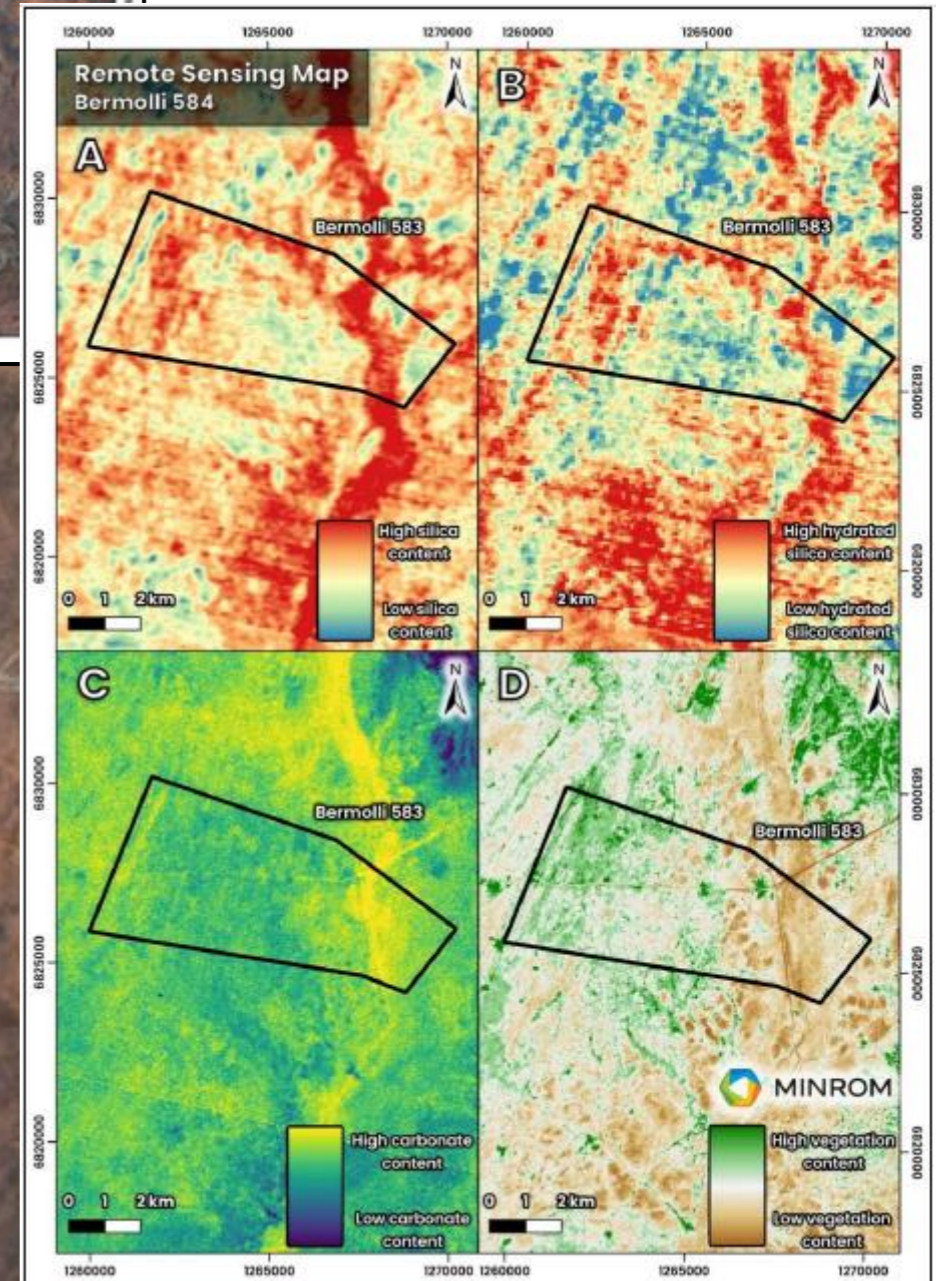 1260000 1265000 1270000 1260000 1265000 1270000
Remote Sensing Map
Bermolli 584
N
N
A
B
6830000
6830000
Bermolli 583
Bermolli 583
6825000
6825000
High silica
content
High hydrated
silica content
6820000
6820000
0 1 2 km
0 1 2 km
Low silica
content
Low hydrated
silica content
C
D
N
N
6830000
6830000
Bermolli 583
Bermolli 583
6825000
6825000
MINROM
High carbonate
content
High vegetation
content
6820000
6820000
0 1 2 km
0 1 2 km
Low carbonate
content
Low vegetation
content
1260000 1265000 1270000 1260000 1265000 1270000